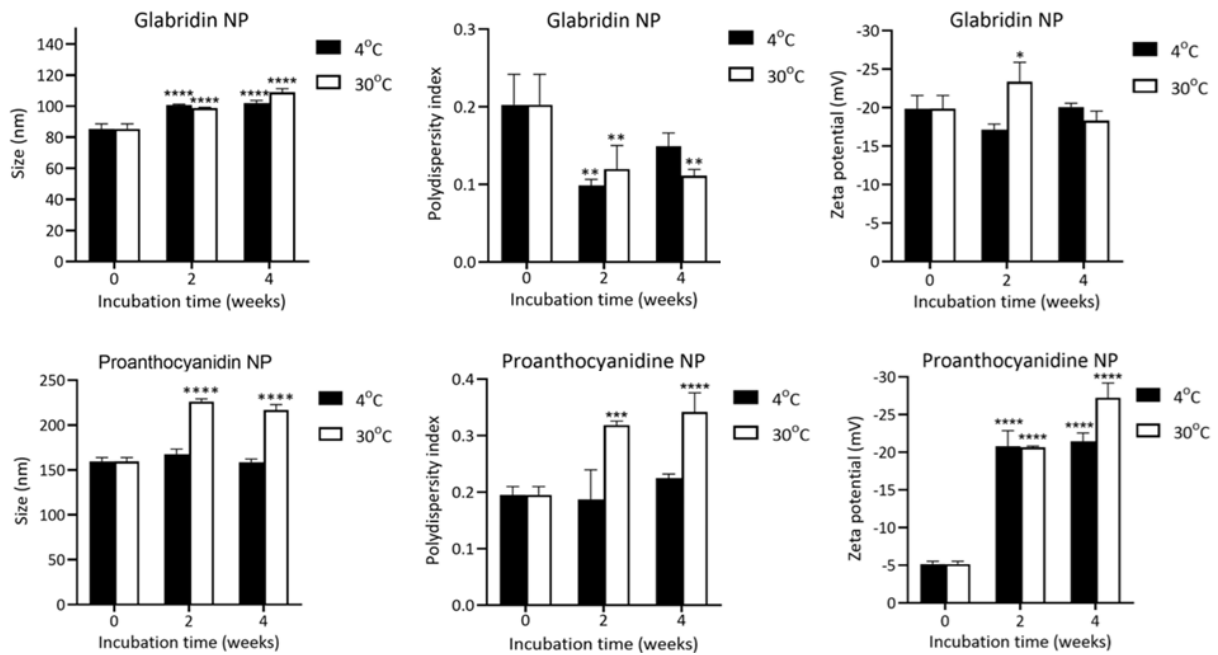 Glabridin NP
4°C
30°C
Size (nm)
140
120
100
80
60
40
20
0
**** ****
**** ****
0 2 4
Incubation time (weeks)
Glabridin NP
4°C
30°C
Polydispersity index
0.3
0.2
0.1
0.0
** **
**
0 2 4
Incubation time (weeks)
Glabridin NP
4°C
30°C
Zeta potential (mV)
-30
-25
-20
-15
-10
-5
0
*
0 2 4
Incubation time (weeks)
Proanthocyanidin NP
4°C
30°C
Size (nm)
250
200
150
100
50
0
**** ****
0 2 4
Incubation time (weeks)
Proanthocyanidine NP
4°C
30°C
Polydispersity index
0.4
0.3
0.2
0.1
0.0
*** ****
0 2 4
Incubation time (weeks)
Proanthocyanidine NP
4°C
30°C
Zeta potential (mV)
-30
-25
-20
-15
-10
-5
0
**** ****
**** ****
0 2 4
Incubation time (weeks)